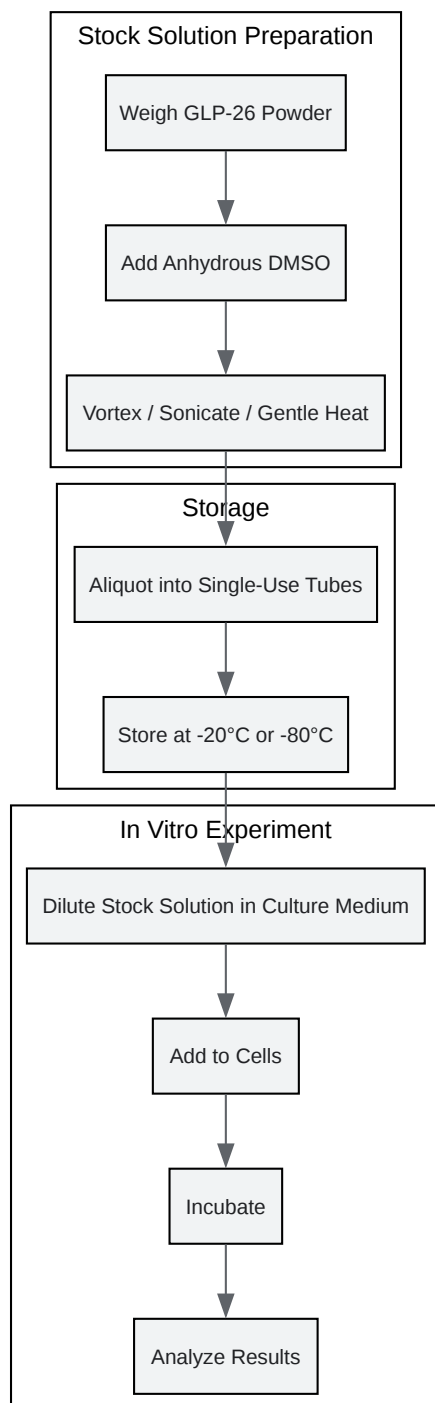 Stock Solution Preparation
Weigh GLP-26 Powder
Add Anhydrous DMSO
Vortex / Sonicate / Gentle Heat
Storage
Aliquot into Single-Use Tubes
Store at -20°C or -80°C
In Vitro Experiment
Dilute Stock Solution in Culture Medium
Add to Cells
Incubate
Analyze Results